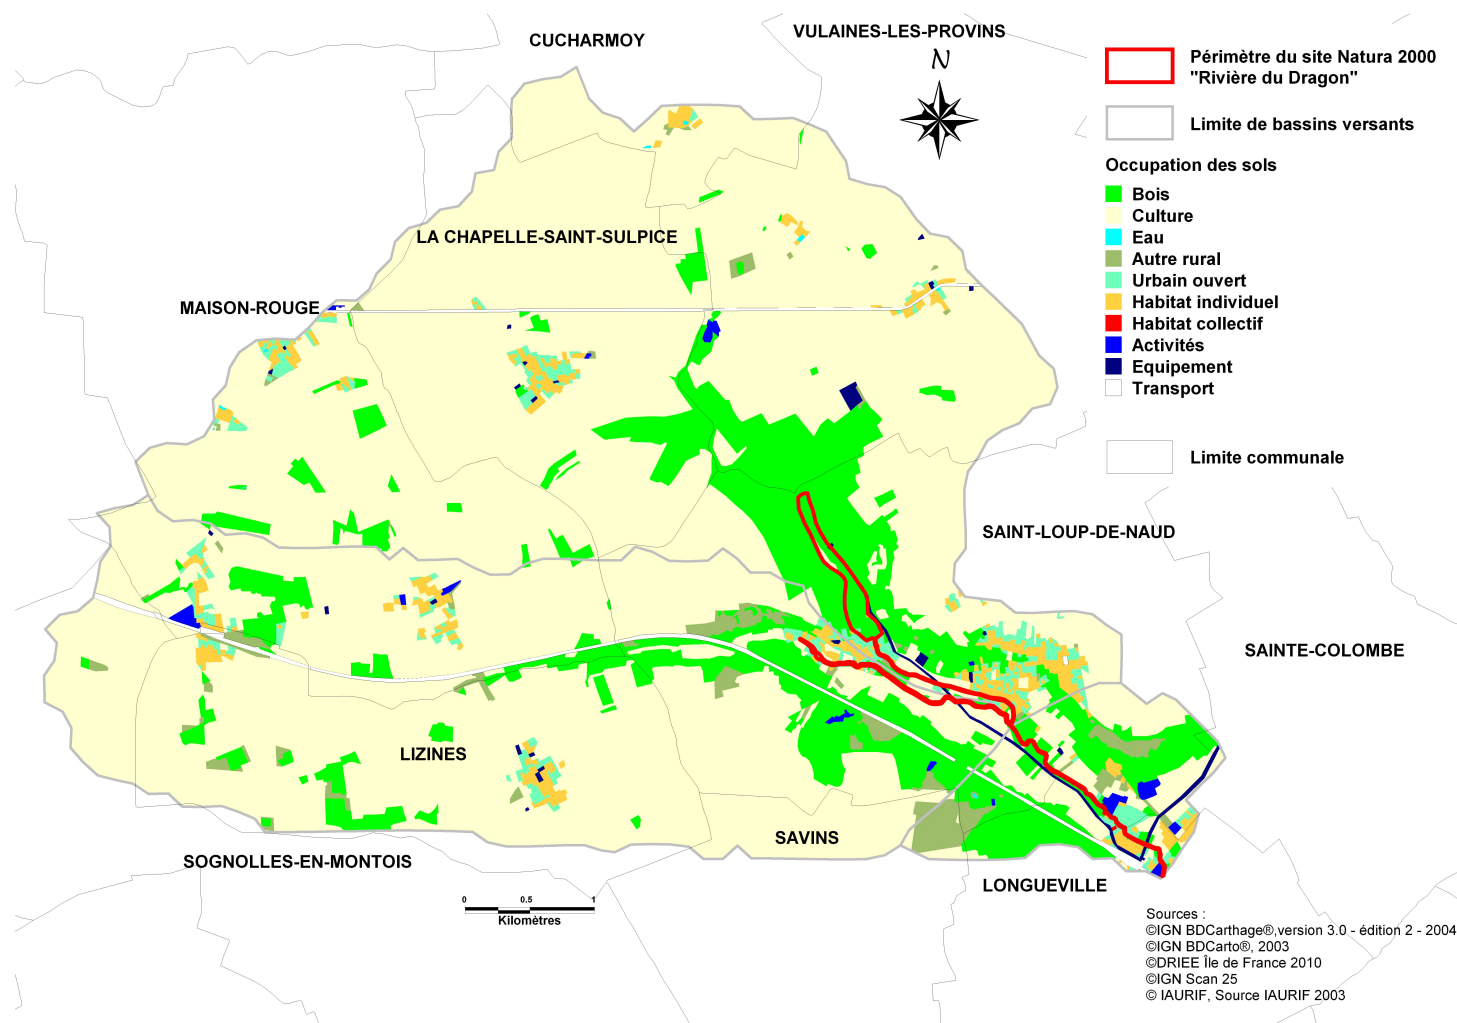 CUCHARMOY
VULAINES-LES-PROVINS
N
Périmètre du site Natura 2000
"Rivière du Dragon"
Limite de bassins versants
Occupation des sols
Bois
Culture
Eau
Autre rural
Urbain ouvert
Habitat individuel
Habitat collectif
Activités
Equipement
Transport
Limite communale
LA CHAPELLE-SAINT-SULPICE
MAISON-ROUGE
SAINT-LOUP-DE-NAUD
SAINTE-COLOMBE
LIZINES
SAVINS
SOGNOLLES-EN-MONTOIS
LONGUEVILLE
0 0.5 1
Kilomètres
Sources :
©IGN BDCarthage®,version 3.0 - édition 2 - 2004
©IGN BDCarto®, 2003
©DRIEE Île de France 2010
©IGN Scan 25
© IAURIF, Source IAURIF 2003